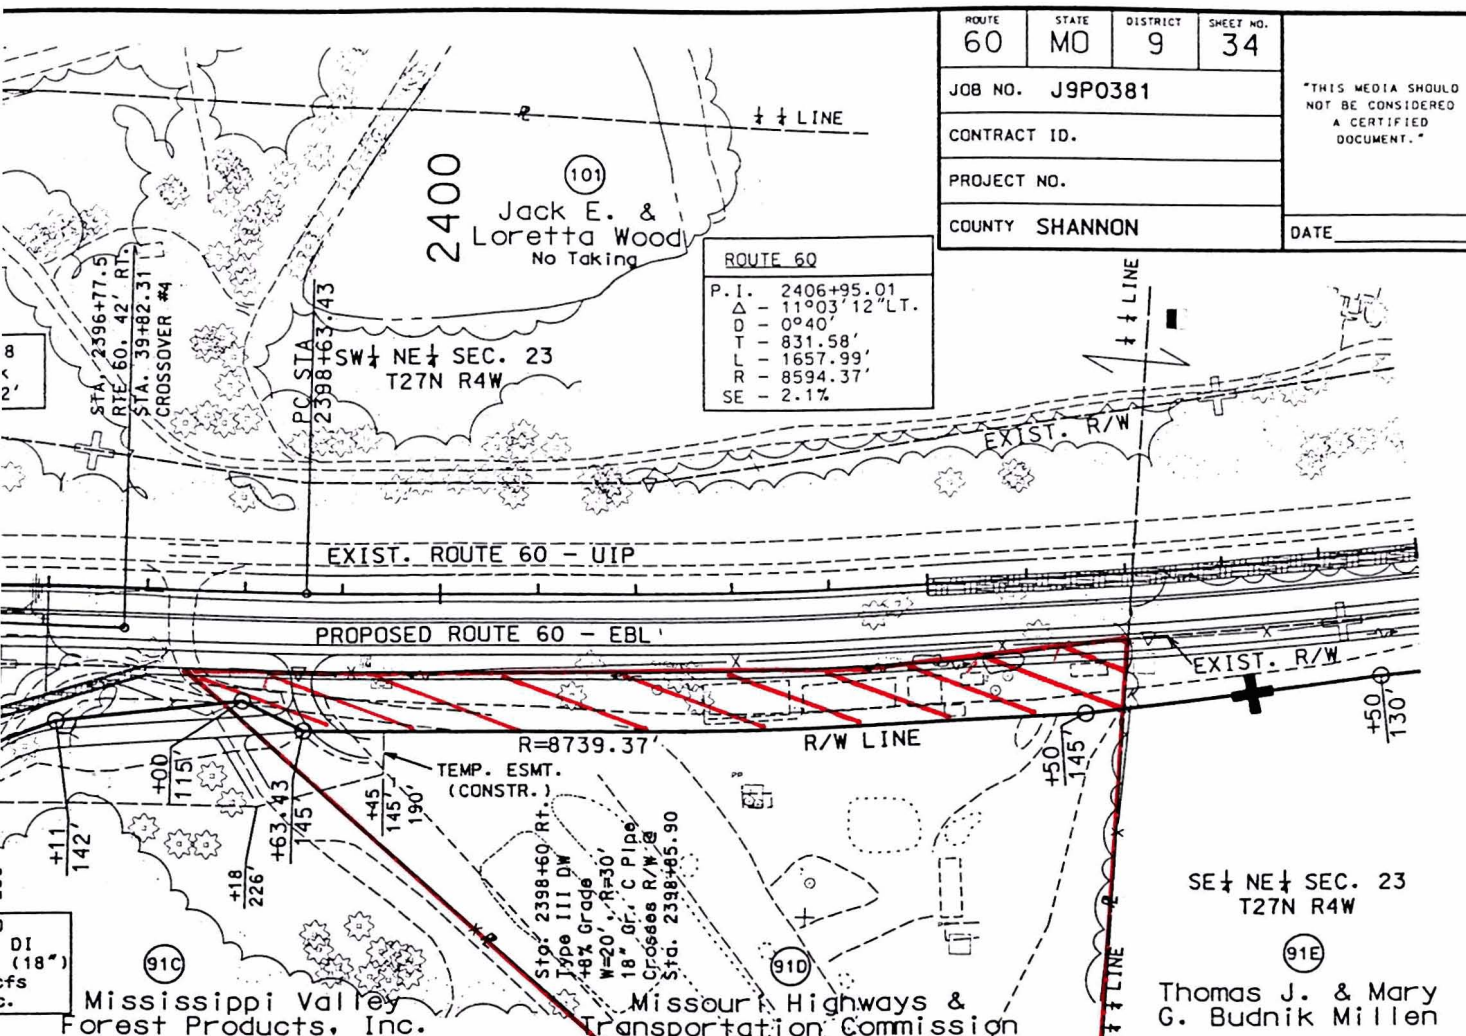 ROUTE
60
STATE
MO
DISTRICT
9
SHEET NO.
34
JOB NO. J9P0381
CONTRACT ID.
PROJECT NO.
COUNTY SHANNON
"THIS MEDIA SHOULD
NOT BE CONSIDERED
A CERTIFIED
DOCUMENT."
DATE
¼ ¼ LINE
2400
101
Jack E. &
Loretta Wood
No Taking
ROUTE 60
P.I. 2406+95.01
Δ - 11°03'12"LT.
D - 0°40'
T - 831.58'
L - 1657.99'
R - 8594.37'
SE - 2.1%
¼ ¼ LINE
STA. 2396+77.5
RTE 60, 42' RT.
STA. 39+82.31
CROSSOVER #4
PC STA.
2398+63.43
SW¼ NE¼ SEC. 23
T27N R4W
8
2'
EXIST. R/W
EXIST. ROUTE 60 - UIP
PROPOSED ROUTE 60 - EBL
EXIST. R/W
R=8739.37'
R/W LINE
TEMP. ESMT.
(CONSTR.)
+00
115'
+11
142'
+63.43
145'
+18
226'
+45
145'
190'
+50
145'
+50
130'
Sta. 2398+60 Rt.
Type III DW
+8% Grade
W=20', R=30'
18" Gr. C Pipe
Crosses R/W @
Sta. 2398+85.90
SE¼ NE¼ SEC. 23
T27N R4W
DI
(18")
cfs
c.
91C
Mississippi Valley
Forest Products, Inc.
91D
Missouri Highways &
Transportation Commission
¼ ¼ LINE
91E
Thomas J. & Mary
G. Budnik Millen